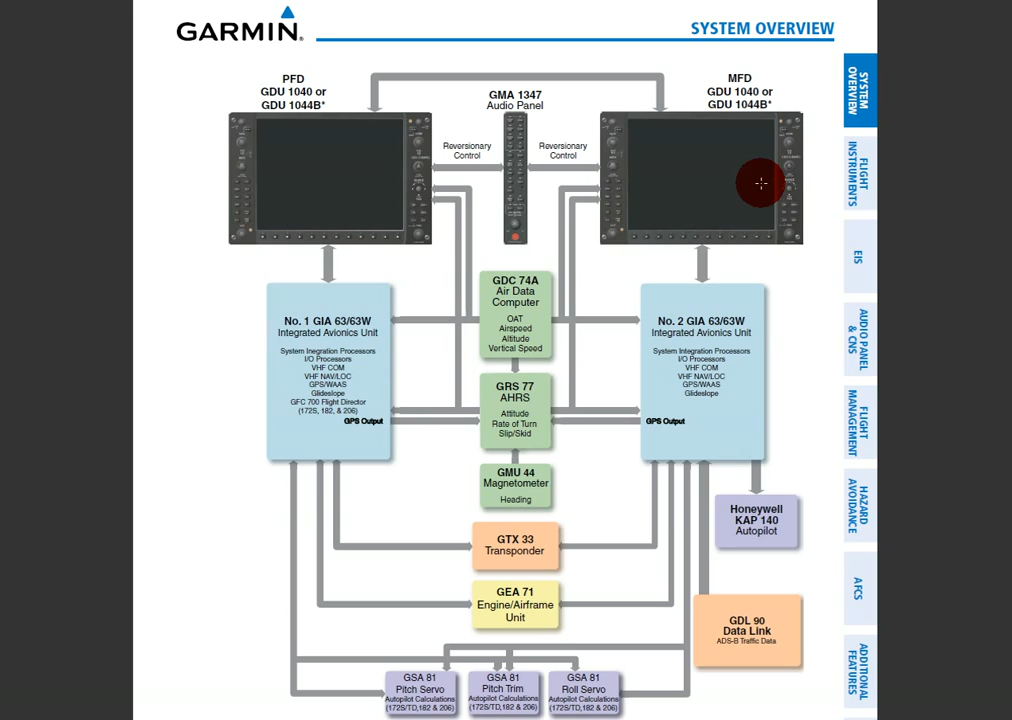 GARMIN
SYSTEM OVERVIEW
PFD
GDU 1040 or
GDU 1044B*
GMA 1347
Audio Panel
MFD
GDU 1040 or
GDU 1044B*
Reversionary
Control
Reversionary
Control
No. 1 GIA 63/63W
Integrated Avionics Unit
System Integration Processors
I/O Processors
VHF COM
VHF NAV/LOC
GPS/WAAS
Glideslope
GFC 700 Flight Director
(172S, 182, & 206)
GPS Output
GDC 74A
Air Data
Computer
OAT
Airspeed
Altitude
Vertical Speed
GRS 77
AHRS
Attitude
Rate of Turn
Slip/Skid
GMU 44
Magnetometer
Heading
No. 2 GIA 63/63W
Integrated Avionics Unit
System Integration Processors
I/O Processors
VHF COM
VHF NAV/LOC
GPS/WAAS
Glideslope
GPS Output
GTX 33
Transponder
GEA 71
Engine/Airframe
Unit
Honeywell
KAP 140
Autopilot
GDL 90
Data Link
ADS-B Traffic Data
GSA 81
Pitch Servo
Autopilot Calculations
(172S/TD,182 & 206)
GSA 81
Pitch Trim
Autopilot Calculations
(172S/TD,182 & 206)
GSA 81
Roll Servo
Autopilot Calculations
(172S/TD,182 & 206)
SYSTEM
OVERVIEW
FLIGHT
INSTRUMENTS
EIS
AUDIO PANEL
& CNS
FLIGHT
MANAGEMENT
HAZARD
AVOIDANCE
AFCS
ADDITIONAL
FEATURES